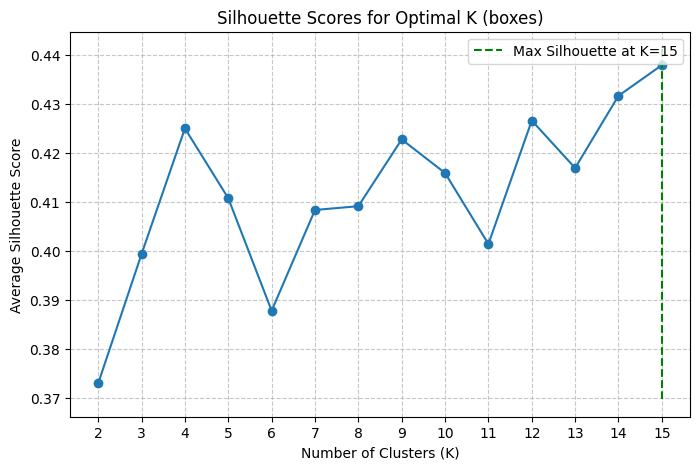 Silhouette Scores for Optimal K (boxes)
Max Silhouette at K=15
Average Silhouette Score
0.44
0.43
0.42
0.41
0.40
0.39
0.38
0.37
2 3 4 5 6 7 8 9 10 11 12 13 14 15
Number of Clusters (K)